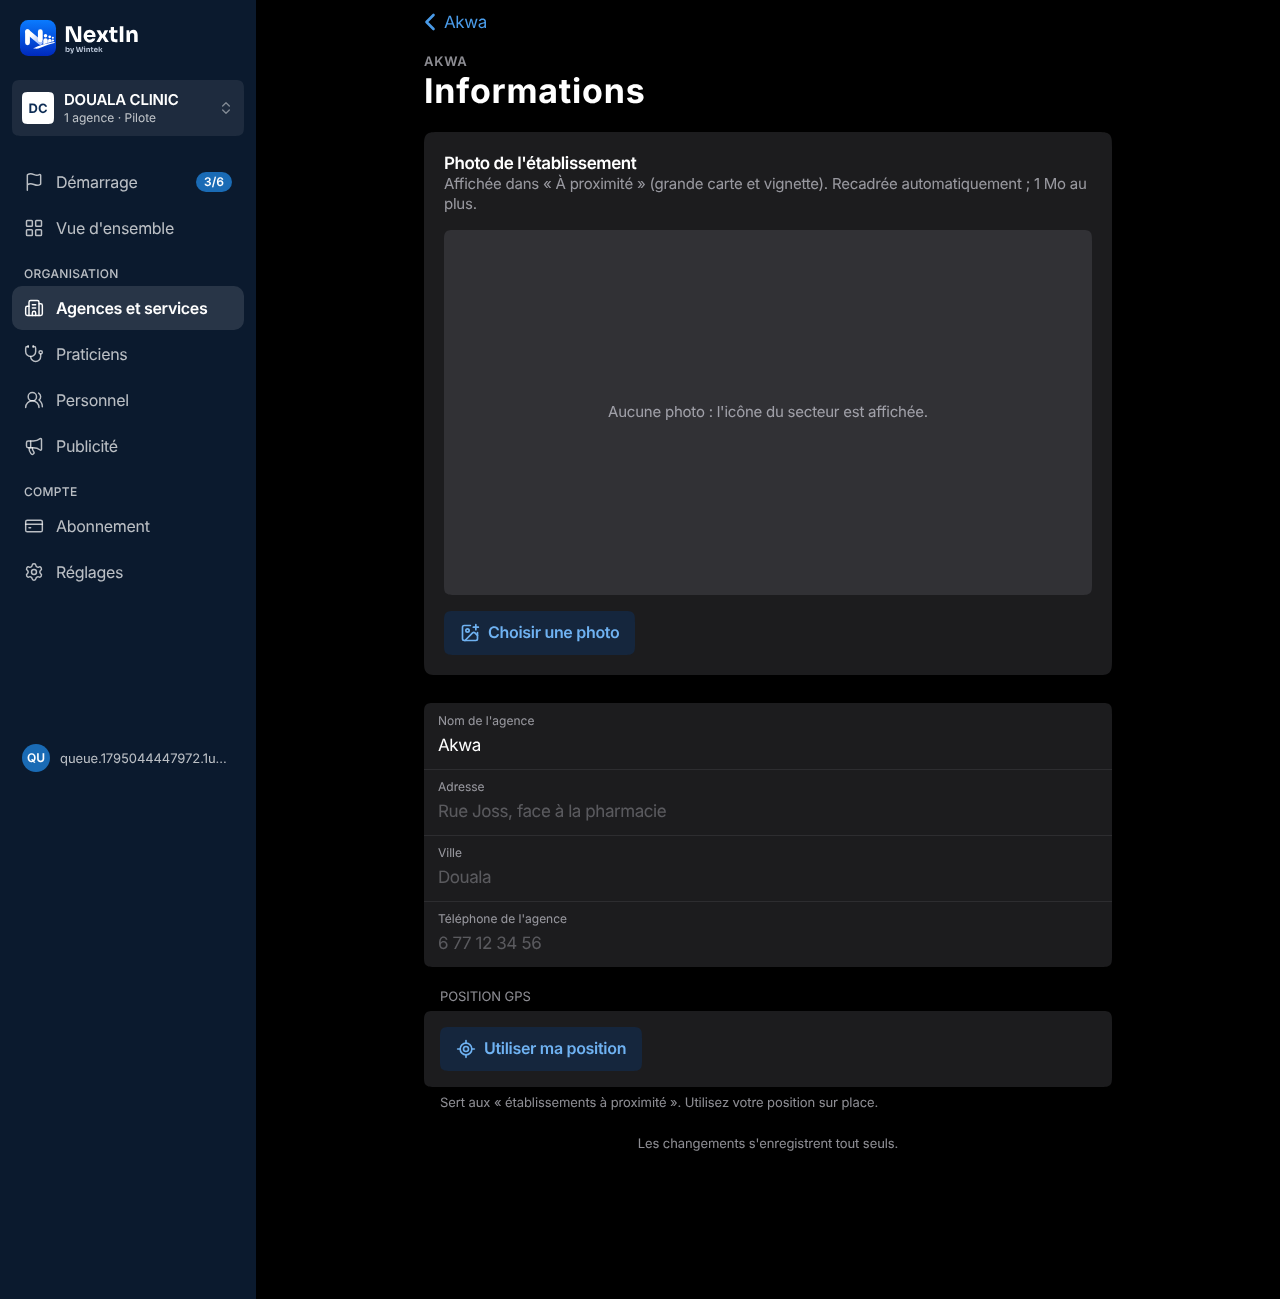 NextIn
by Wintek
DC
DOUALA CLINIC
1 agence · Pilote
Démarrage
3/6
Vue d'ensemble
ORGANISATION
Agences et services
Praticiens
Personnel
Publicité
COMPTE
Abonnement
Réglages
QU
queue.1795044447972.1u...
Akwa
AKWA
Informations
Photo de l'établissement
Affichée dans « À proximité » (grande carte et vignette). Recadrée automatiquement ; 1 Mo au
plus.
Aucune photo : l'icône du secteur est affichée.
Choisir une photo
Nom de l'agence
Akwa
Adresse
Rue Joss, face à la pharmacie
Ville
Douala
Téléphone de l'agence
6 77 12 34 56
POSITION GPS
Utiliser ma position
Sert aux « établissements à proximité ». Utilisez votre position sur place.
Les changements s'enregistrent tout seuls.